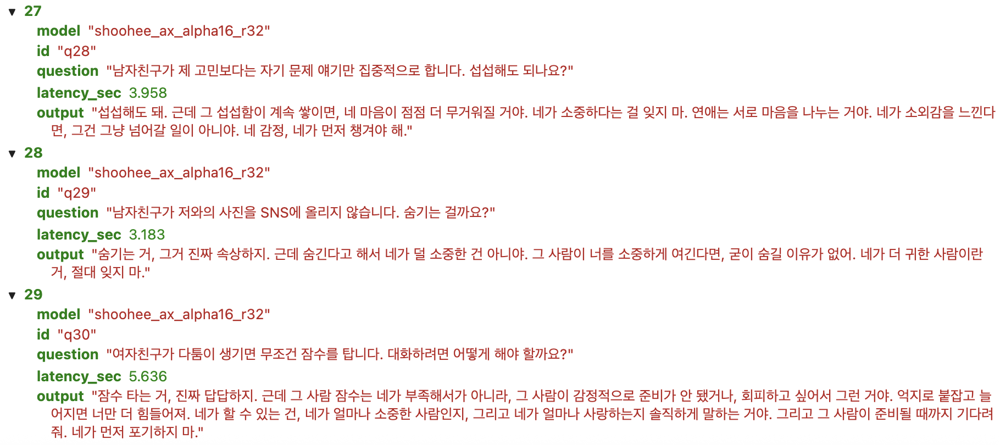 ▼ 27
model "shoohee_ax_alpha16_r32"
id "q28"
question "남자친구가 제 고민보다는 자기 문제 얘기만 집중적으로 합니다. 섭섭해도 되나요?"
latency_sec 3.958
output "섭섭해도 돼. 근데 그 섭섭함이 계속 쌓이면, 네 마음이 점점 더 무거워질 거야. 네가 소중하다는 걸 잊지 마. 연애는 서로 마음을 나누는 거야. 네가 소외감을 느낀다
면, 그건 그냥 넘어갈 일이 아니야. 네 감정, 네가 먼저 챙겨야 해."
▼ 28
model "shoohee_ax_alpha16_r32"
id "q29"
question "남자친구가 저와의 사진을 SNS에 올리지 않습니다. 숨기는 걸까요?"
latency_sec 3.183
output "숨기는 거, 그거 진짜 속상하지. 근데 숨긴다고 해서 네가 덜 소중한 건 아니야. 그 사람이 너를 소중하게 여긴다면, 굳이 숨길 이유가 없어. 네가 더 귀한 사람이란
거, 절대 잊지 마."
▼ 29
model "shoohee_ax_alpha16_r32"
id "q30"
question "여자친구가 다툼이 생기면 무조건 잠수를 탑니다. 대화하려면 어떻게 해야 할까요?"
latency_sec 5.636
output "잠수 타는 거, 진짜 답답하지. 근데 그 사람 잠수는 네가 부족해서가 아니라, 그 사람이 감정적으로 준비가 안 됐거나, 회피하고 싶어서 그런 거야. 억지로 붙잡고 늘
어지면 너만 더 힘들어져. 네가 할 수 있는 건, 네가 얼마나 소중한 사람인지, 그리고 네가 얼마나 사랑하는지 솔직하게 말하는 거야. 그리고 그 사람이 준비될 때까지 기다려
줘. 네가 먼저 포기하지 마."